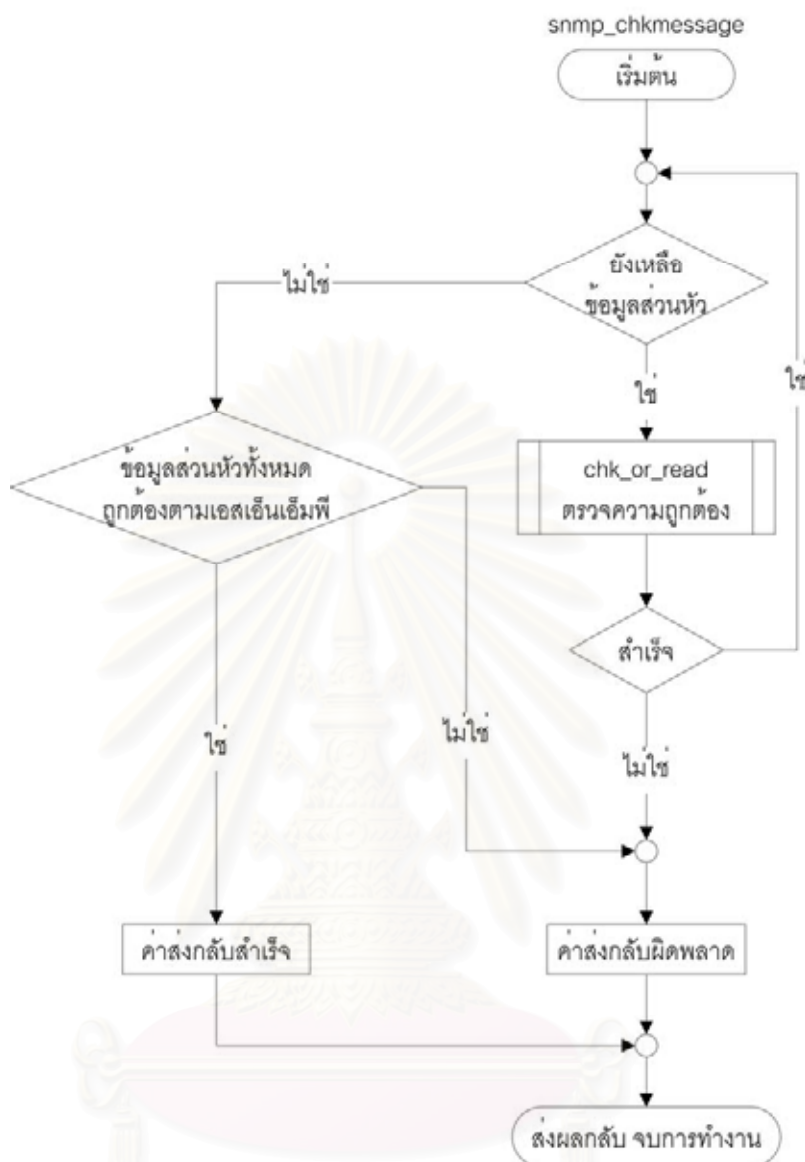 snmp_chkmessage
เริ่มต้น
ยังเหลือ
ข้อมูลส่วนหัว
ไม่ใช่
ใช่
ใช่
chk_or_read
ตรวจความถูกต้อง
ข้อมูลส่วนหัวทั้งหมด
ถูกต้องตามเอสเอ็นเอ็มพี
สำเร็จ
ใช่
ไม่ใช่
ไม่ใช่
ค่าส่งกลับสำเร็จ
ค่าส่งกลับผิดพลาด
ส่งผลกลับ จบการทำงาน